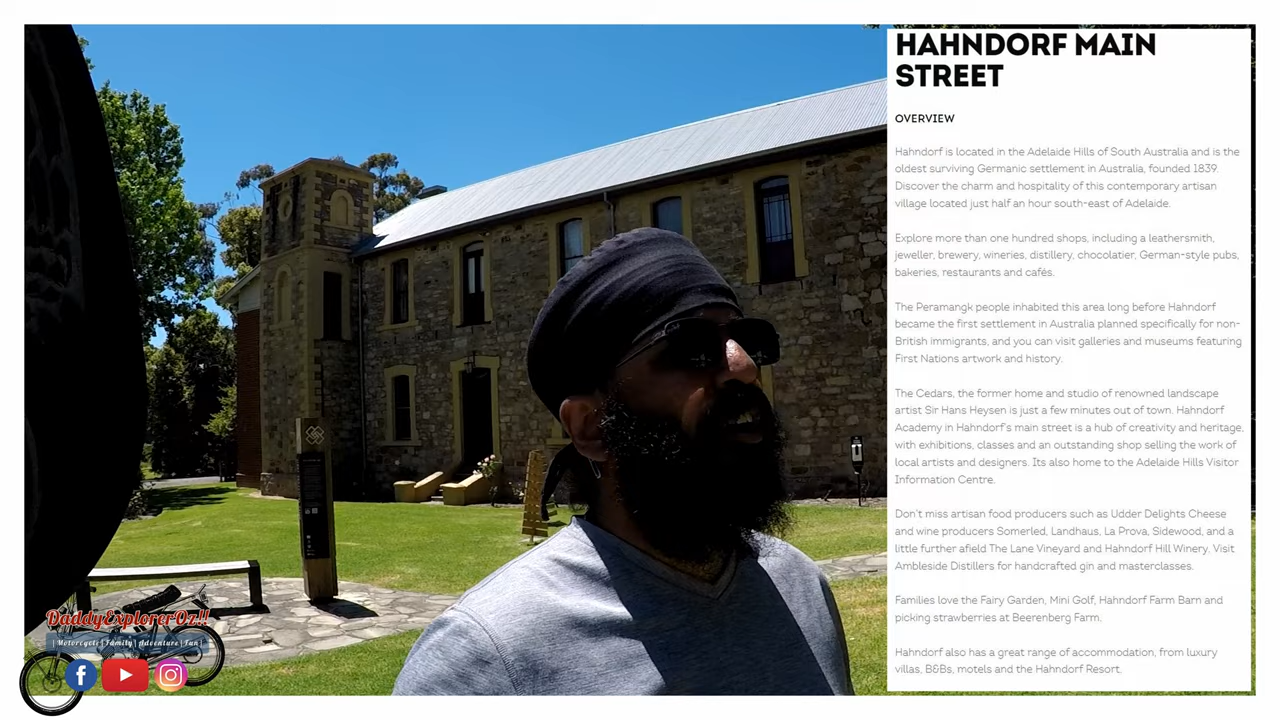 HAHNDORF MAIN
STREET
OVERVIEW
Hahndorf is located in the Adelaide Hills of South Australia and is the
oldest surviving Germanic settlement in Australia, founded 1839.
Discover the charm and hospitality of this contemporary artisan
village located just half an hour south-east of Adelaide.
Explore more than one hundred shops, including a leathersmith,
jeweller, brewery, wineries, distillery, chocolatier, German-style pubs,
bakeries, restaurants and cafés.
The Peramangk people inhabited this area long before Hahndorf
became the first settlement in Australia planned specifically for non-
British immigrants, and you can visit galleries and museums featuring
First Nations artwork and history.
The Cedars, the former home and studio of renowned landscape
artist Sir Hans Heysen is just a few minutes out of town. Hahndorf
Academy in Hahndorf's main street is a hub of creativity and heritage,
with exhibitions, classes and an outstanding shop selling the work of
local artists and designers. Its also home to the Adelaide Hills Visitor
Information Centre.
Don't miss artisan food producers such as Udder Delights Cheese
and wine producers Somerled, Landhaus, La Prova, Sidewood, and a
little further afield The Lane Vineyard and Hahndorf Hill Winery. Visit
Ambleside Distillers for handcrafted gin and masterclasses.
Families love the Fairy Garden, Mini Golf, Hahndorf Farm Barn and
picking strawberries at Beerenberg Farm.
Hahndorf also has a great range of accommodation, from luxury
villas, B&Bs, motels and the Hahndorf Resort.
DaddyExplorerOz!!
| Motorcycle | Family | Adventure | Fun |